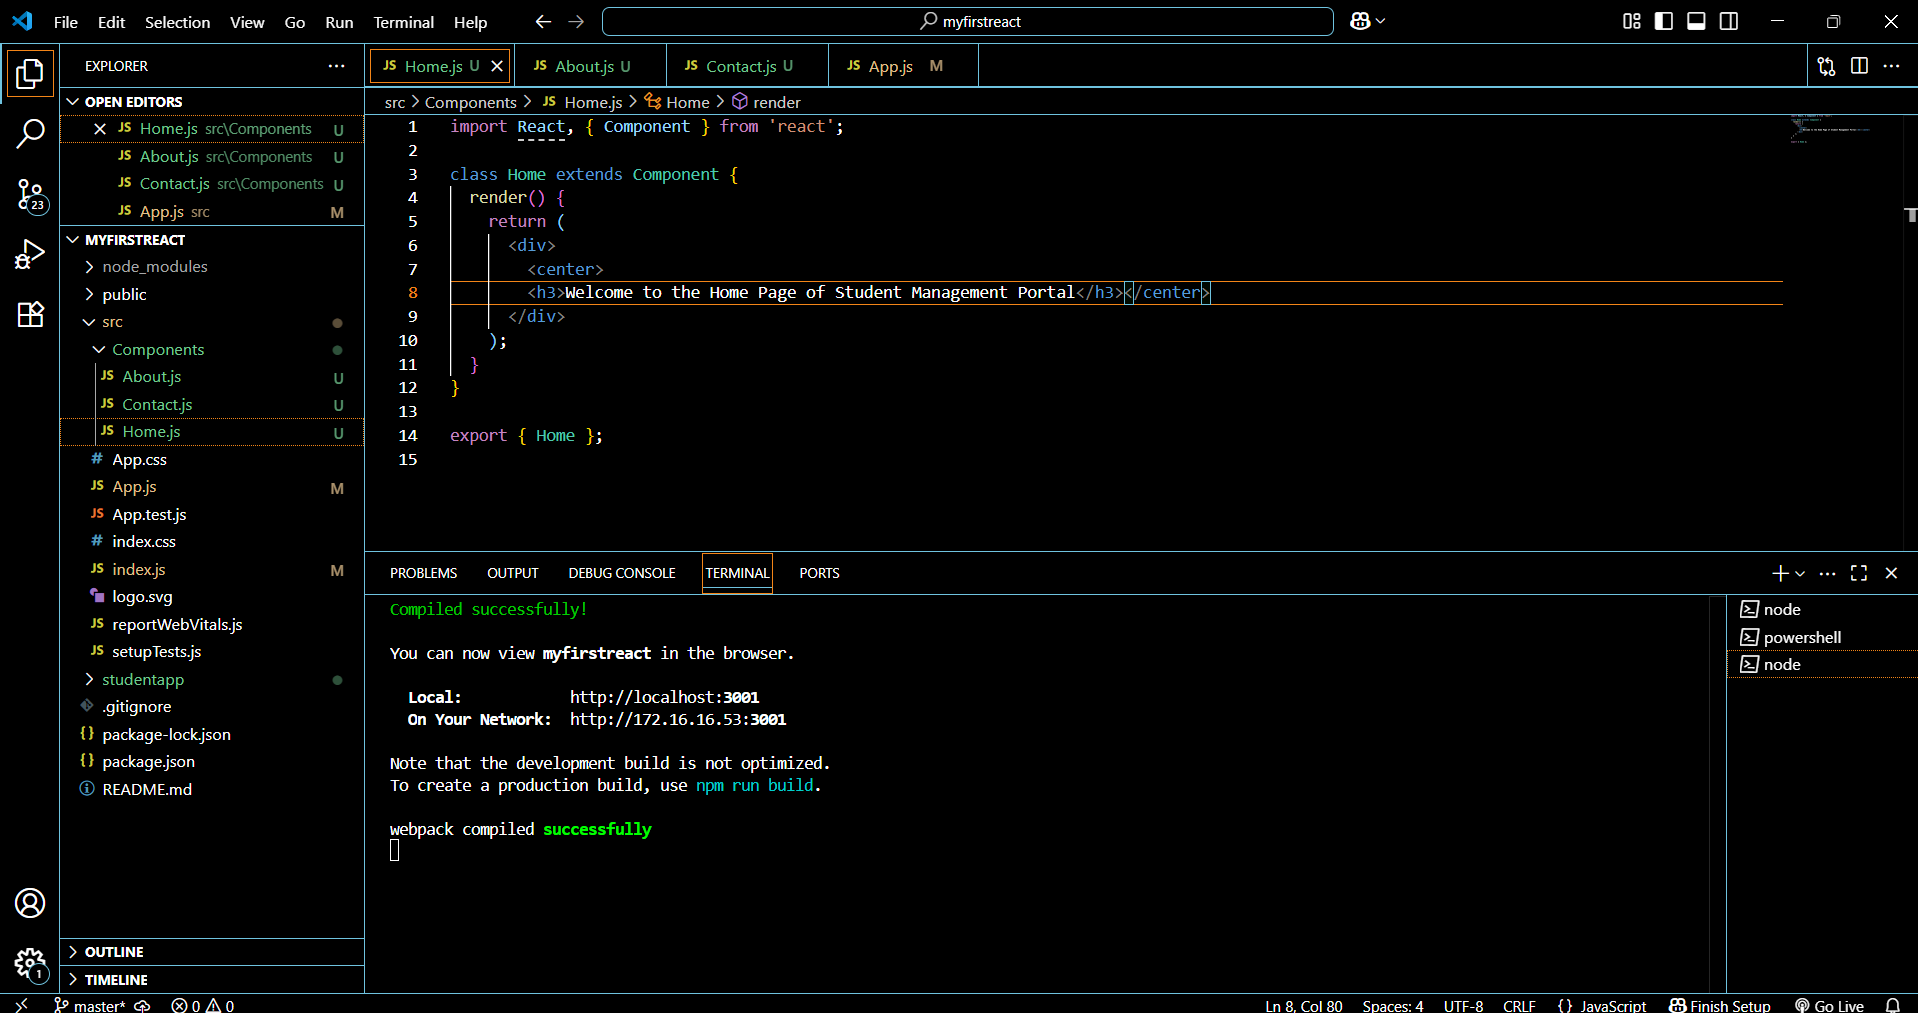 File Edit Selection View Go Run Terminal Help
myfirstreact
EXPLORER
OPEN EDITORS
JS Home.js src\Components U
JS About.js src\Components U
JS Contact.js src\Components U
JS App.js src M
MYFIRSTREACT
node_modules
public
src
Components
JS About.js U
JS Contact.js U
JS Home.js U
# App.css
JS App.js M
JS App.test.js
# index.css
JS index.js M
logo.svg
JS reportWebVitals.js
JS setupTests.js
studentapp
.gitignore
{} package-lock.json
{} package.json
README.md
OUTLINE
TIMELINE
23
1
JS Home.js U
JS About.js U
JS Contact.js U
JS App.js M
src > Components > JS Home.js > Home > render
1 import React, { Component } from 'react';
2
3 class Home extends Component {
4 render() {
5 return (
6 <div>
7 <center>
8 <h3>Welcome to the Home Page of Student Management Portal</h3></center>
9 </div>
10 );
11 }
12 }
13
14 export { Home };
15
PROBLEMS OUTPUT DEBUG CONSOLE TERMINAL PORTS
Compiled successfully!
You can now view myfirstreact in the browser.
Local: http://localhost:3001
On Your Network: http://172.16.16.53:3001
Note that the development build is not optimized.
To create a production build, use npm run build.
webpack compiled successfully
node
powershell
node
master* 0 0 Ln 8, Col 80 Spaces: 4 UTF-8 CRLF {} JavaScript Finish Setup Go Live